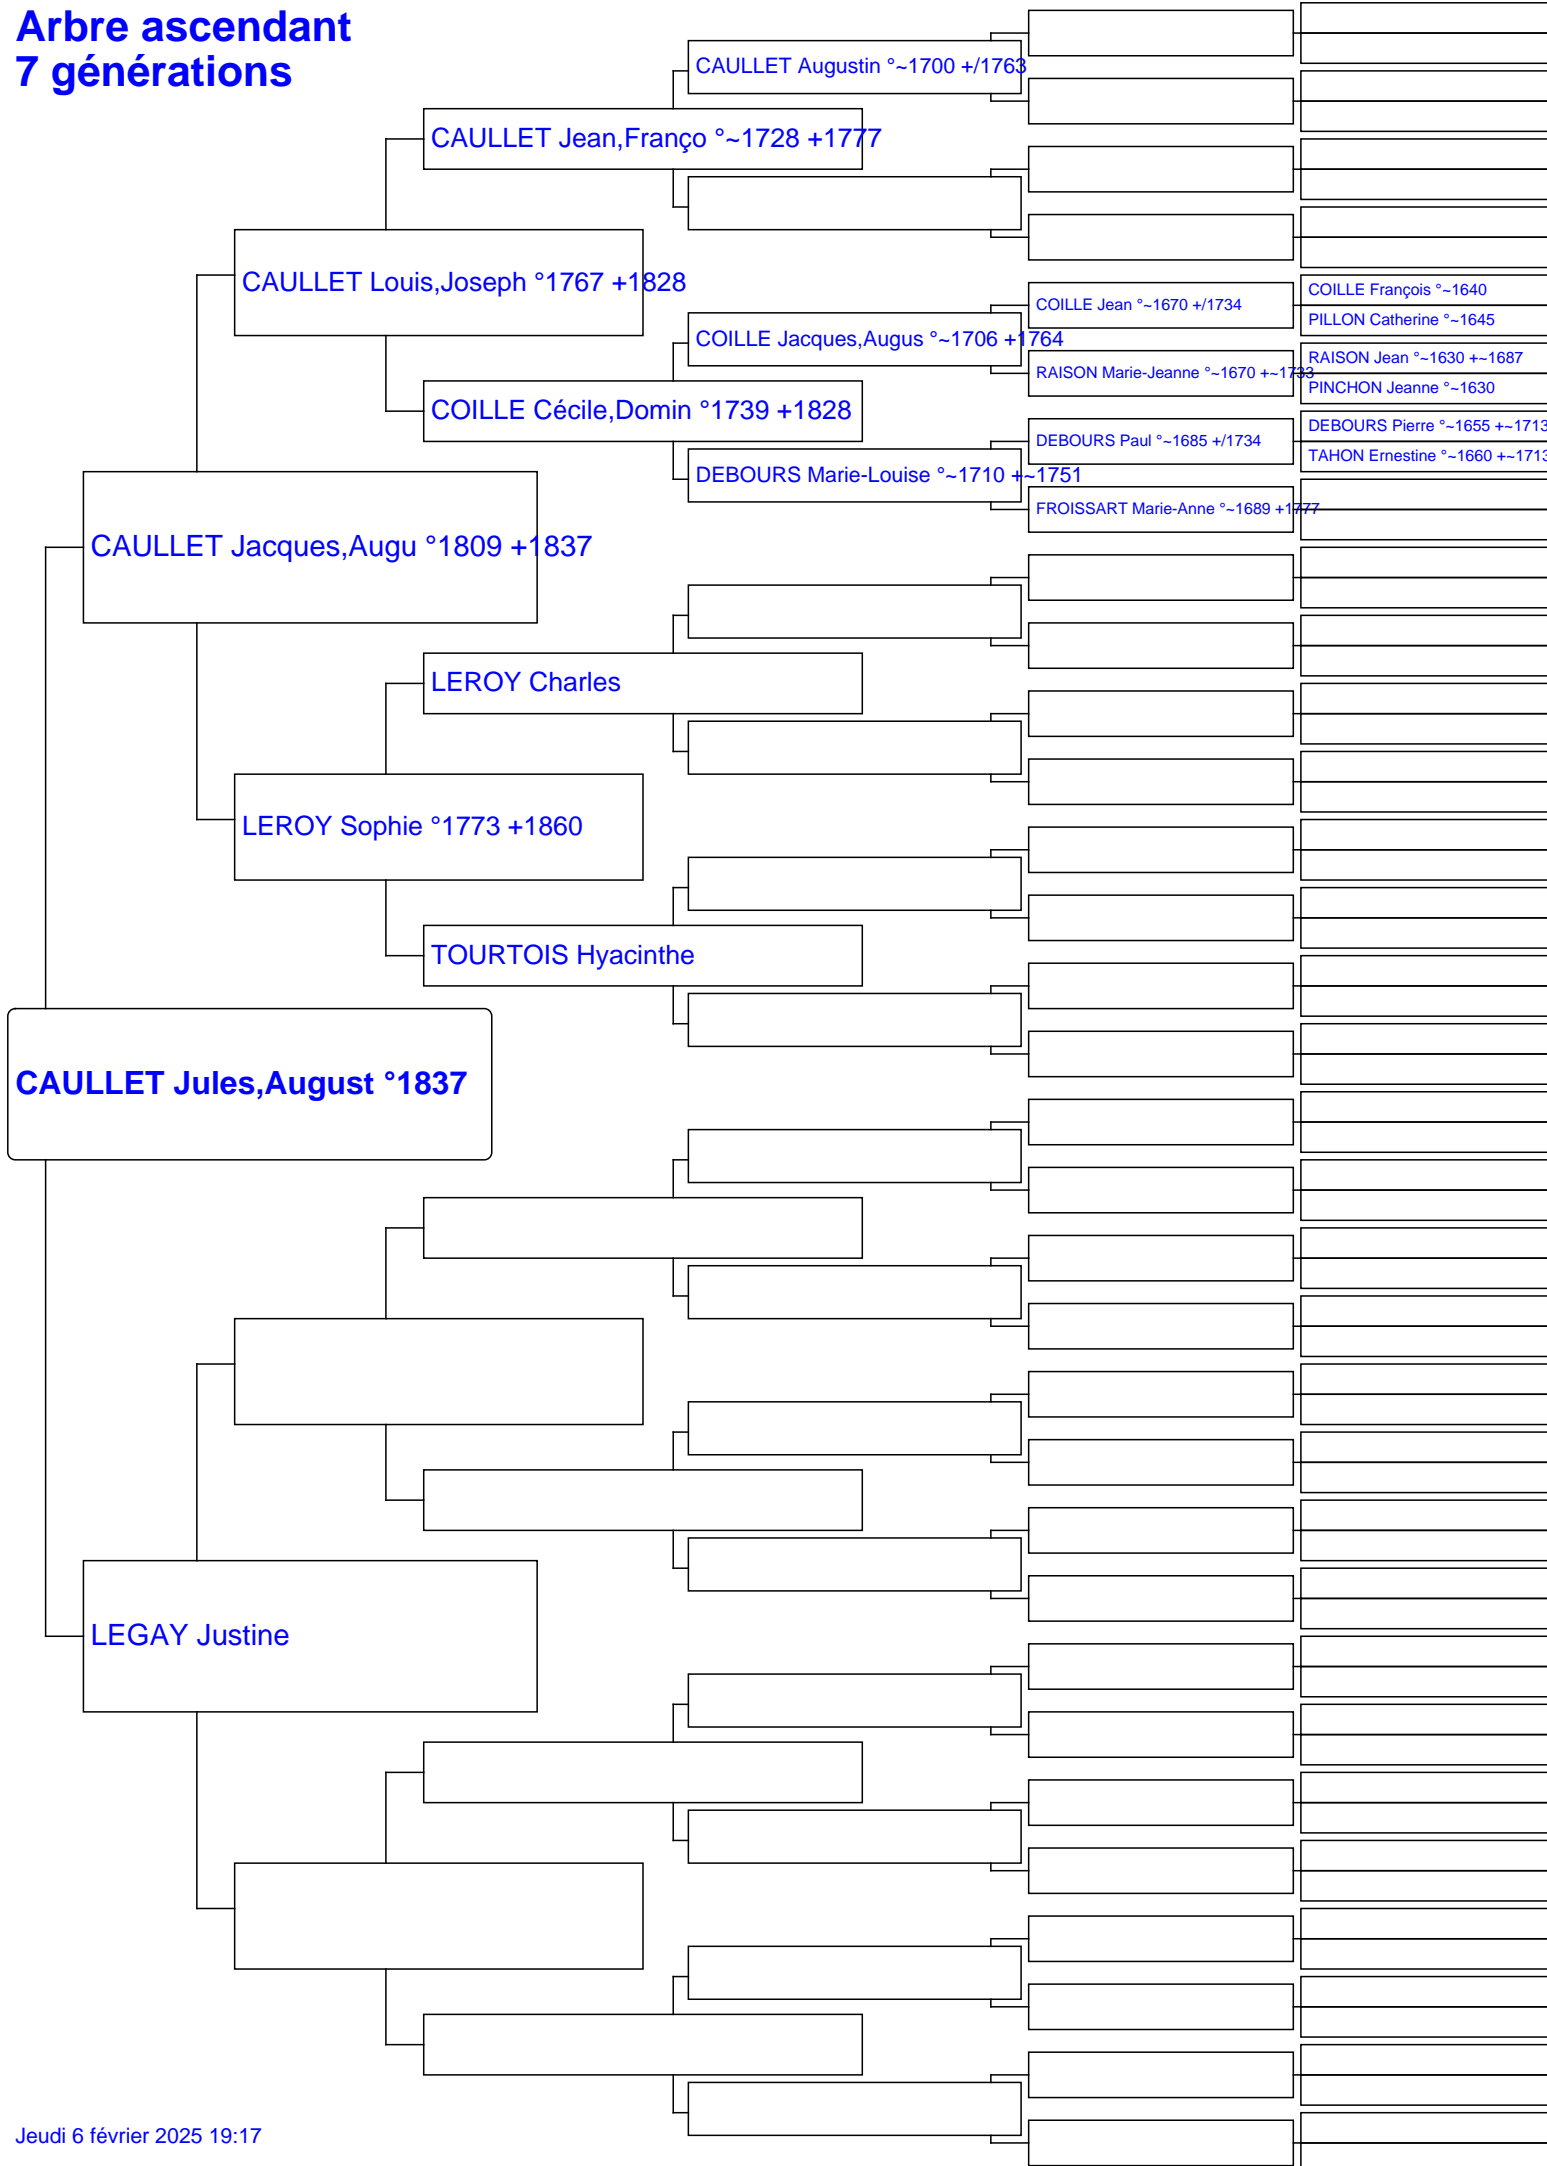 Arbre ascendant
7 générations
CAULLET Augustin °~1700 +/1763
CAULLET Jean,Franço °~1728 +1777
CAULLET Louis,Joseph °1767 +1828
COILLE François °~1640
COILLE Jean °~1670 +/1734
PILLON Catherine °~1645
COILLE Jacques,Augus °~1706 +1764
RAISON Jean °~1630 +~1687
RAISON Marie-Jeanne °~1670 +~1733
PINCHON Jeanne °~1630
COILLE Cécile,Domin °1739 +1828
DEBOURS Pierre °~1655 +~1713
DEBOURS Paul °~1685 +/1734
TAHON Ernestine °~1660 +~1713
DEBOURS Marie-Louise °~1710 +~1751
FROISSART Marie-Anne °~1689 +1777
CAULLET Jacques,Augu °1809 +1837
LEROY Charles
LEROY Sophie °1773 +1860
TOURTOIS Hyacinthe
CAULLET Jules,August °1837
LEGAY Justine
Jeudi 6 février 2025 19:17